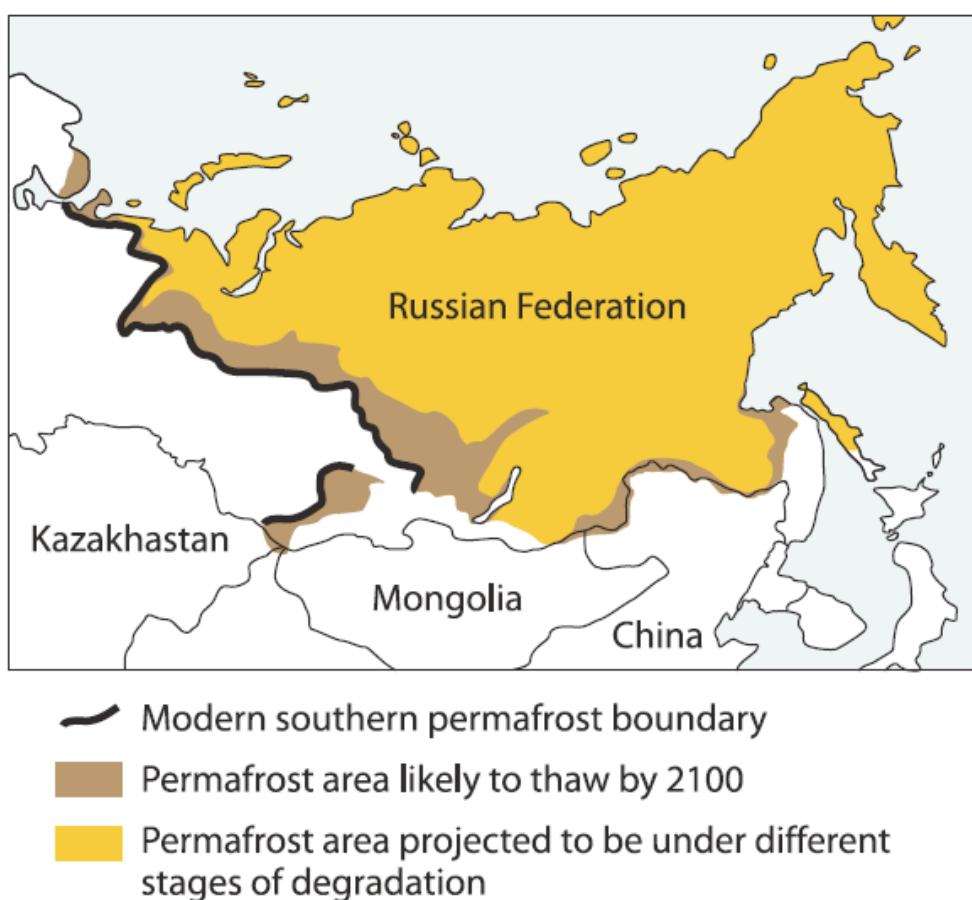 Russian Federation
Kazakhastan
Mongolia
China
Modern southern permafrost boundary
Permafrost area likely to thaw by 2100
Permafrost area projected to be under different
stages of degradation